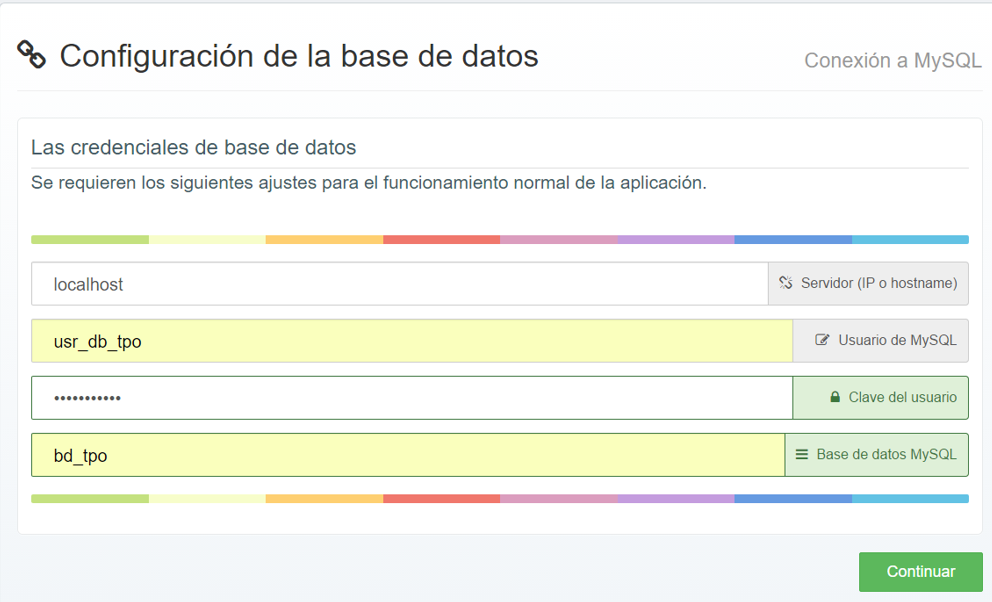 Configuración de la base de datos
Conexión a MySQL
Las credenciales de base de datos
Se requieren los siguientes ajustes para el funcionamiento normal de la aplicación.
localhost
Servidor (IP o hostname)
usr_db_tpo
Usuario de MySQL
•••••••••••
Clave del usuario
bd_tpo
Base de datos MySQL
Continuar